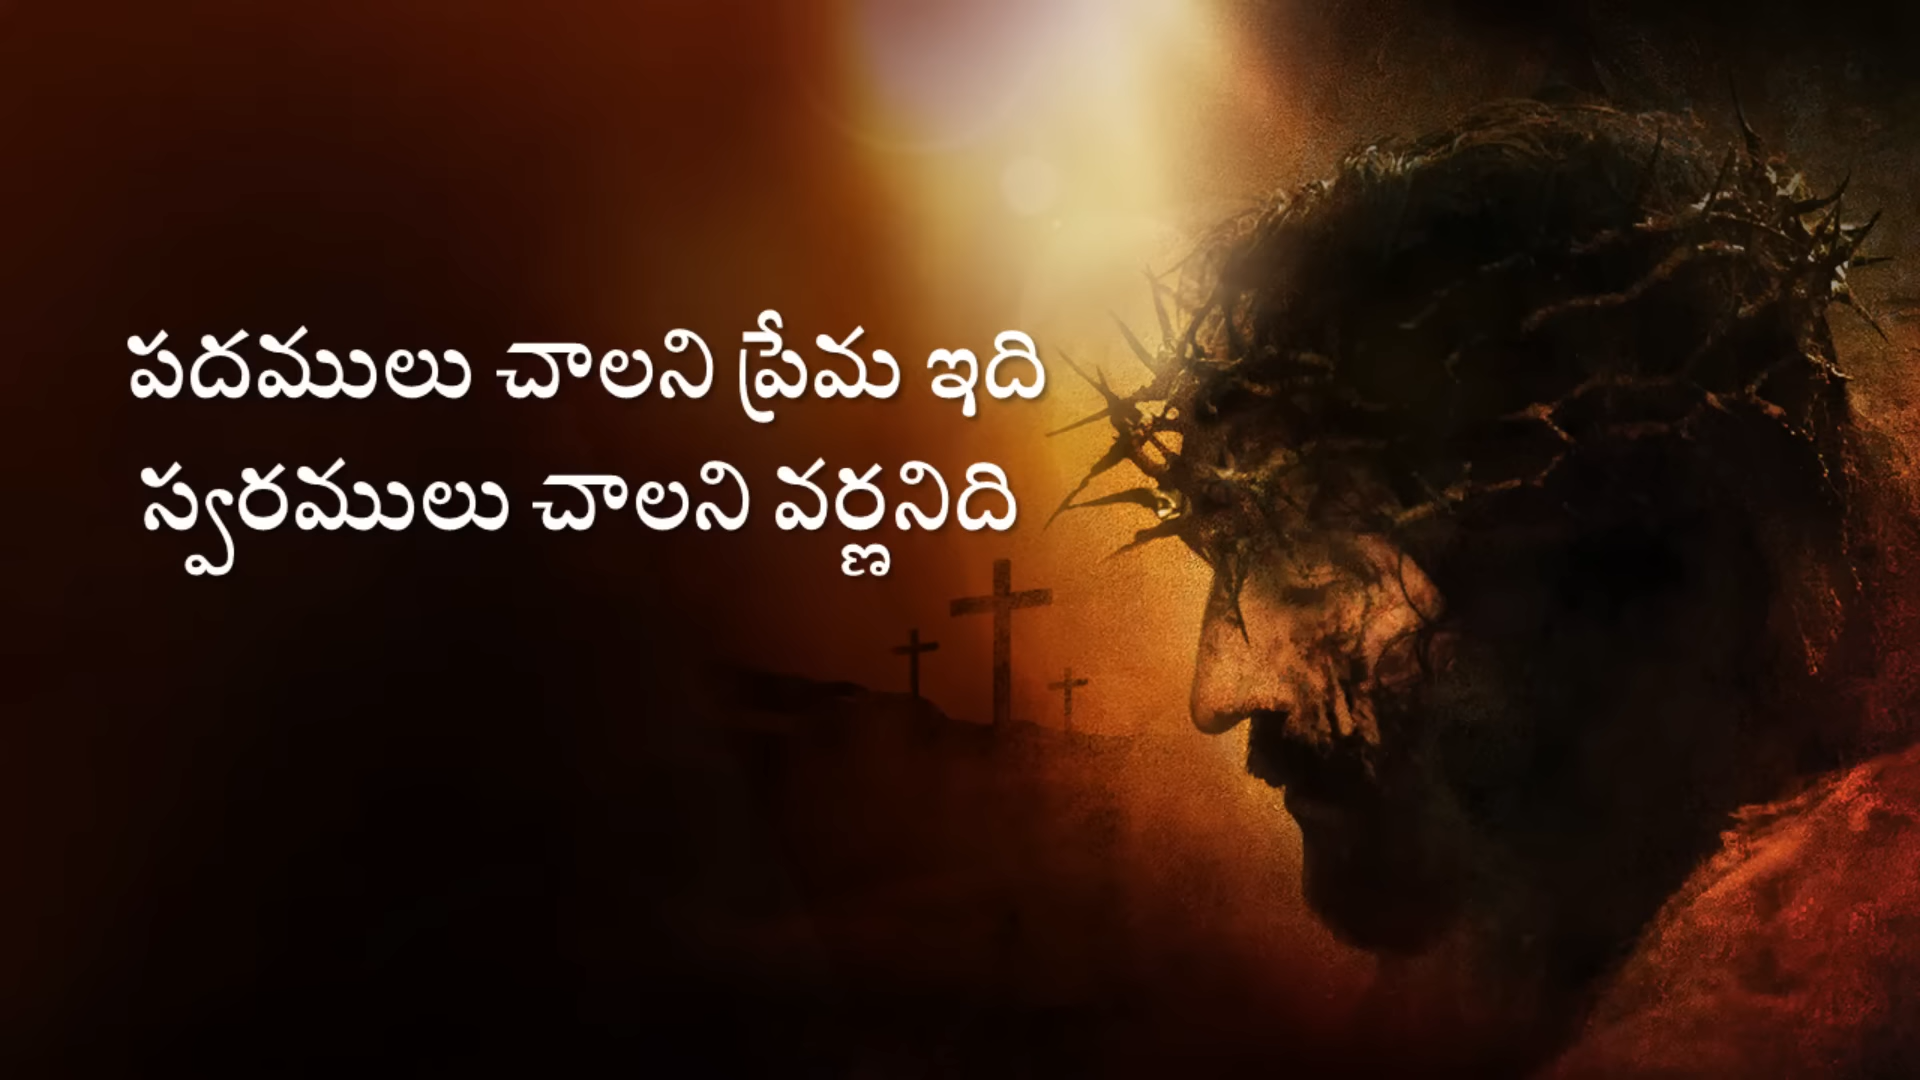 పదములు చాలని ప్రేమ ఇది
స్వరములు చాలని వర్ణనిది